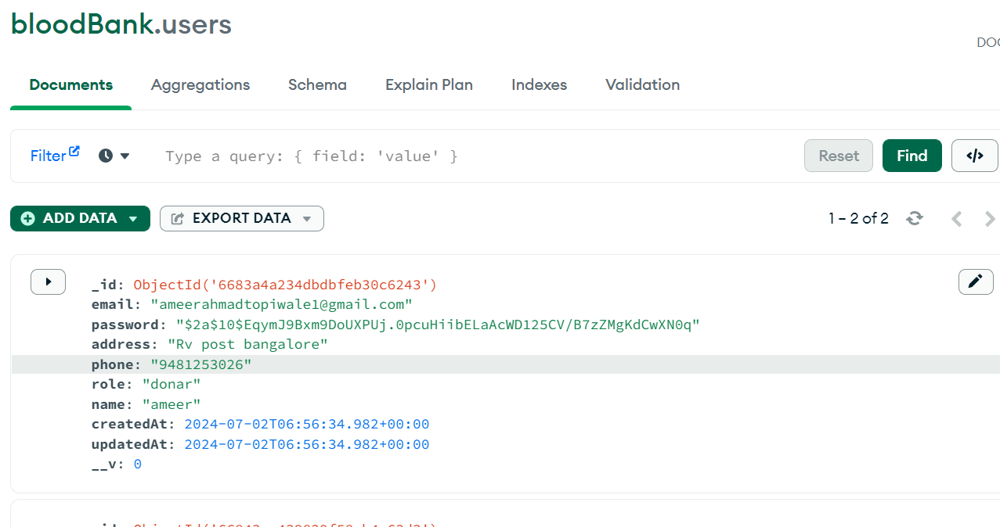 bloodBank.users
DOC
Documents Aggregations Schema Explain Plan Indexes Validation
Filter Type a query: { field: 'value' } Reset Find </>
ADD DATA EXPORT DATA 1 – 2 of 2
_id: ObjectId('6683a4a234dbdbfeb30c6243')
email: "ameerahmadtopiwale1@gmail.com"
password: "$2a$10$EqymJ9Bxm9DoUXPUj.0pcuHiibELaAcWD125CV/B7zZMgKdCwXN0q"
address: "Rv post bangalore"
phone: "9481253026"
role: "donar"
name: "ameer"
createdAt: 2024-07-02T06:56:34.982+00:00
updatedAt: 2024-07-02T06:56:34.982+00:00
__v: 0